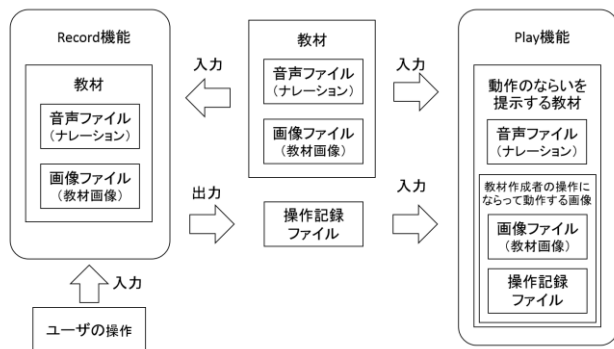 Record機能
教材
音声ファイル
(ナレーション)
画像ファイル
(教材画像)
入力
ユーザの操作
入力
教材
音声ファイル
(ナレーション)
画像ファイル
(教材画像)
入力
出力
操作記録
ファイル
入力
Play機能
動作のならいを
提示する教材
音声ファイル
(ナレーション)
教材作成者の操作に
ならって動作する画像
画像ファイル
(教材画像)
操作記録
ファイル